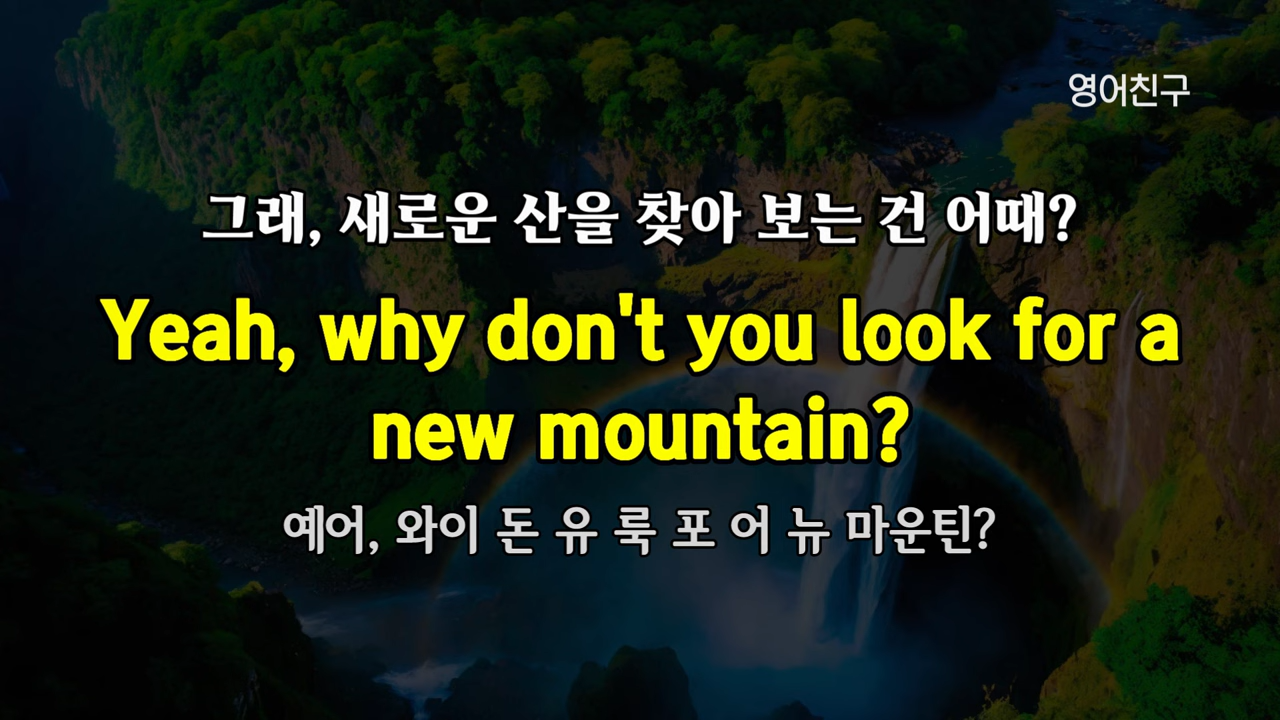 영어친구
그래, 새로운 산을 찾아 보는 건 어때?
Yeah, why don't you look for a
new mountain?
예어, 와이 돈 유 룩 포 어 뉴 마운틴?